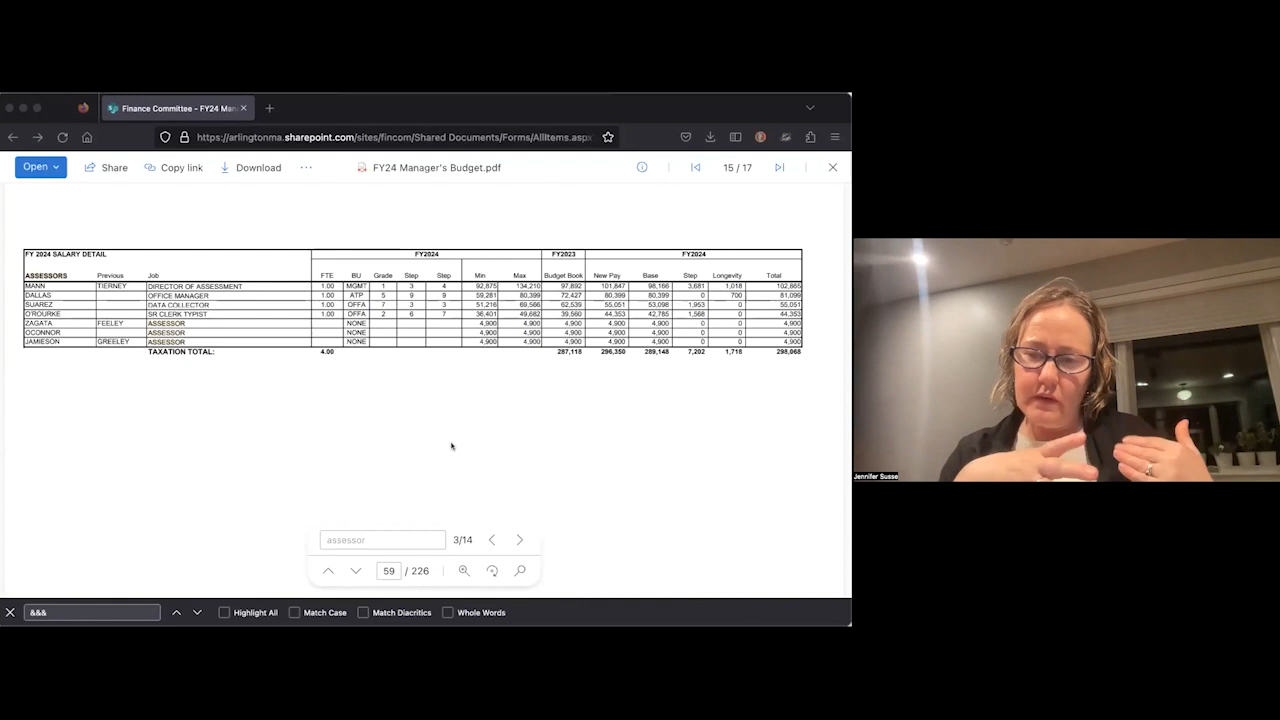 Finance Committee - FY24 Man
https://arlingtonma.sharepoint.com/sites/fincom/Shared Documents/Forms/AllItems.aspx
Open Share Copy link Download ... FY24 Manager's Budget.pdf 15 / 17
FY 2024 SALARY DETAIL FY2024 FY2023 FY2024
ASSESSORS Previous Job FTE BU Grade Step Step Min Max Budget Book New Pay Base Step Longevity Total
MANN TIERNEY DIRECTOR OF ASSESSMENT 1.00 MGMT 1 3 4 92,875 134,210 97,892 101,847 98,166 3,681 1,018 102,865
DALLAS OFFICE MANAGER 1.00 ATP 5 9 9 59,281 80,399 72,427 80,399 80,399 0 700 81,099
SUAREZ DATA COLLECTOR 1.00 OFFA 7 3 3 51,216 69,566 62,539 55,051 53,098 1,953 0 55,051
O'ROURKE SR CLERK TYPIST 1.00 OFFA 2 6 7 36,401 49,682 39,560 44,353 42,785 1,568 0 44,353
ZAGATA FEELEY ASSESSOR NONE 4,900 4,900 4,900 4,900 4,900 0 0 4,900
OCONNOR ASSESSOR NONE 4,900 4,900 4,900 4,900 4,900 0 0 4,900
JAMIESON GREELEY ASSESSOR NONE 4,900 4,900 4,900 4,900 4,900 0 0 4,900
TAXATION TOTAL: 4.00 287,118 296,350 289,148 7,202 1,718 298,068
Jennifer Susse
assessor 3/14
59 / 226
&&& Highlight All Match Case Match Diacritics Whole Words